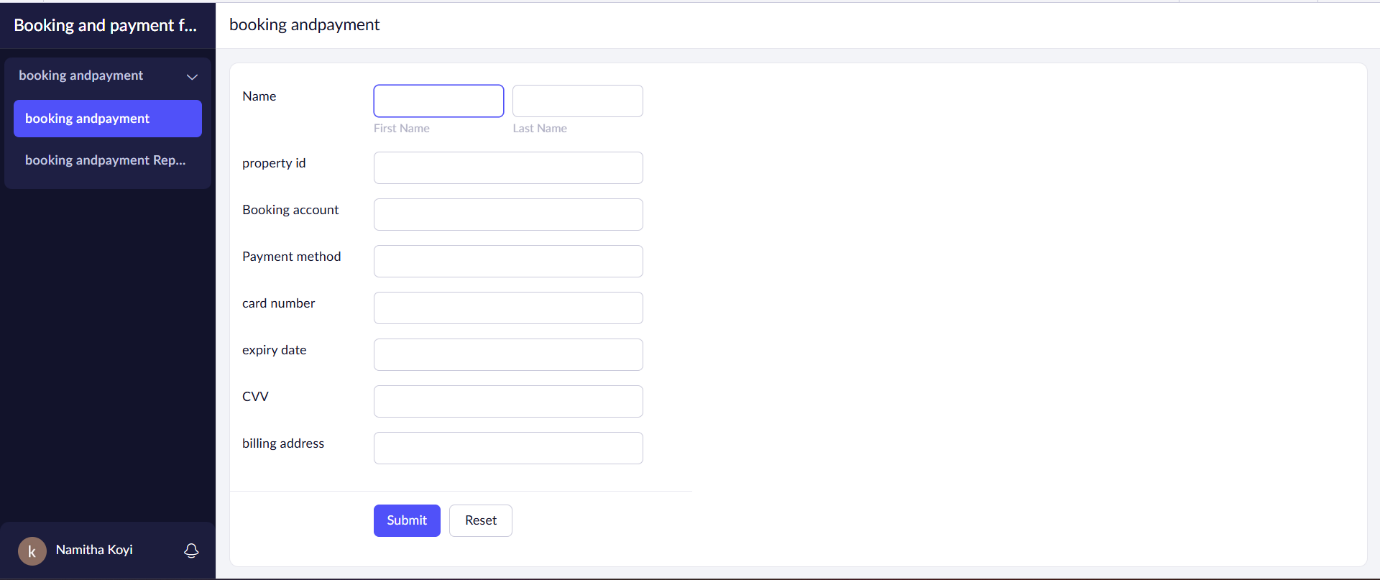 Booking and payment f...
booking andpayment
booking andpayment
booking andpayment
booking andpayment Rep...
Name
First Name
Last Name
property id
Booking account
Payment method
card number
expiry date
CVV
billing address
Submit
Reset
k
Namitha Koyi